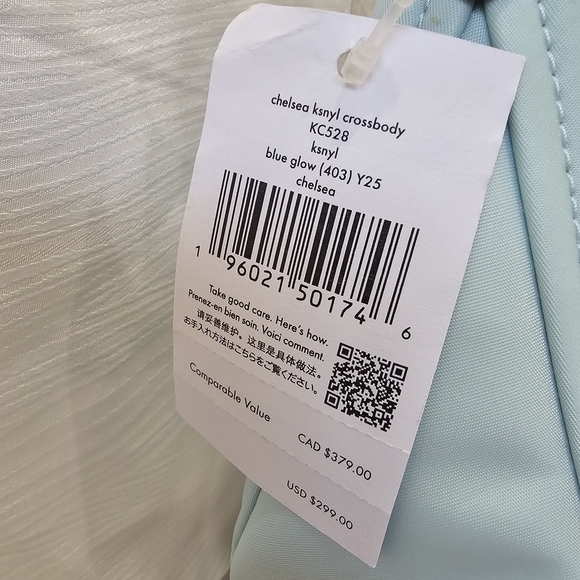 chelsea ksnyl crossbody
KC528
ksnyl
blue glow (403) Y25
chelsea
1 96021 50174 6
Take good care. Here's how.
Prenez-en bien soin. Voici comment.
请妥善维护。这里是具体做法。
お手入れ方法はこちらをご覧ください。
Comparable Value
CAD $379.00
USD $299.00